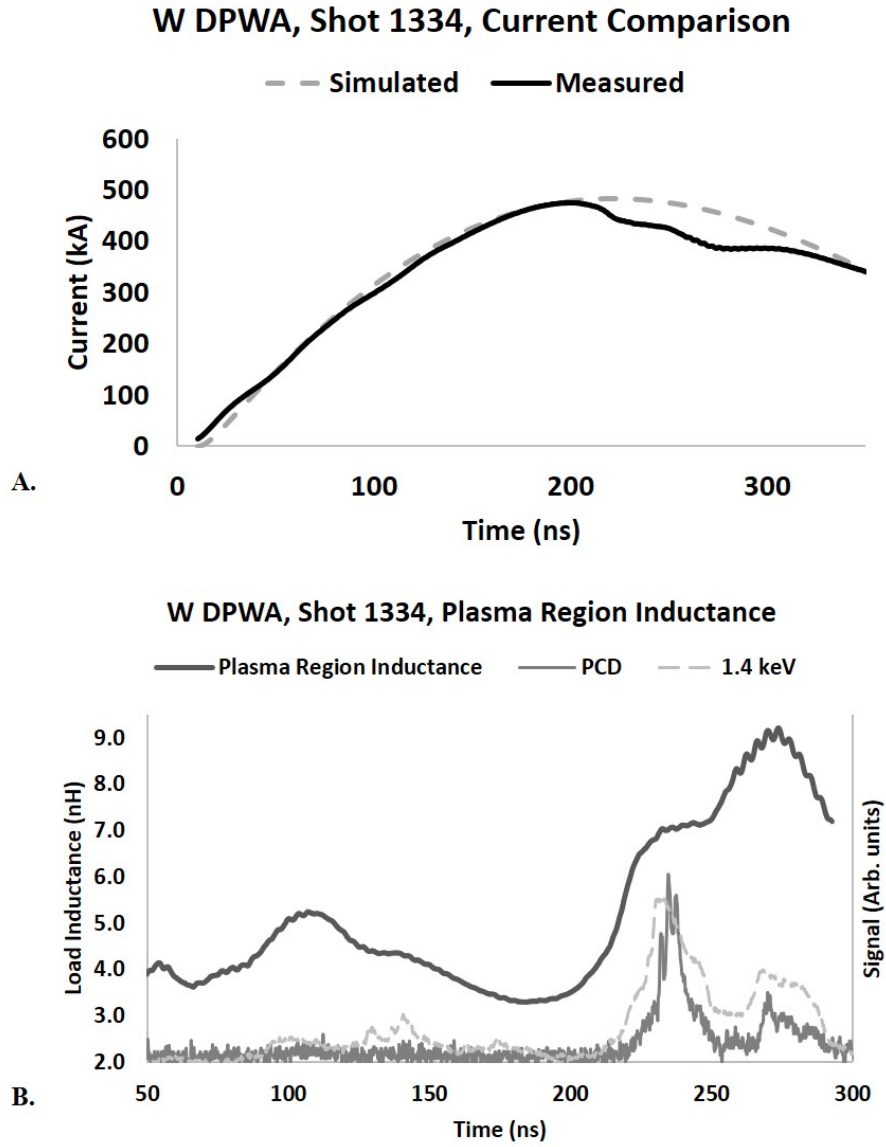 W DPWA, Shot 1334, Current Comparison
Simulated Measured
600
500
400
300
200
100
0
Current (kA)
0 100 200 300
Time (ns)
A.
W DPWA, Shot 1334, Plasma Region Inductance
Plasma Region Inductance PCD 1.4 keV
9.0
8.0
7.0
6.0
5.0
4.0
3.0
2.0
Load Inductance (nH)
Signal (Arb. units)
50 100 150 200 250 300
Time (ns)
B.